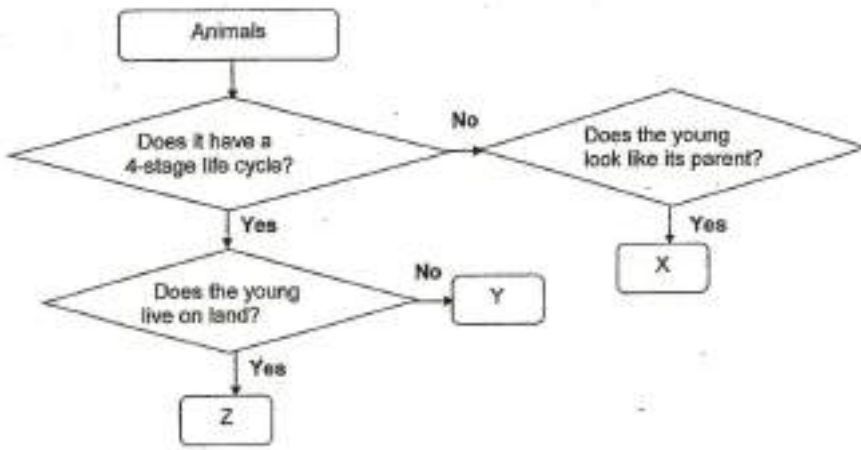 Animals
Does it have a
4-stage life cycle?
No
Does the young
look like its parent?
Yes
Yes
X
Does the young
live on land?
No
Y
Yes
Z